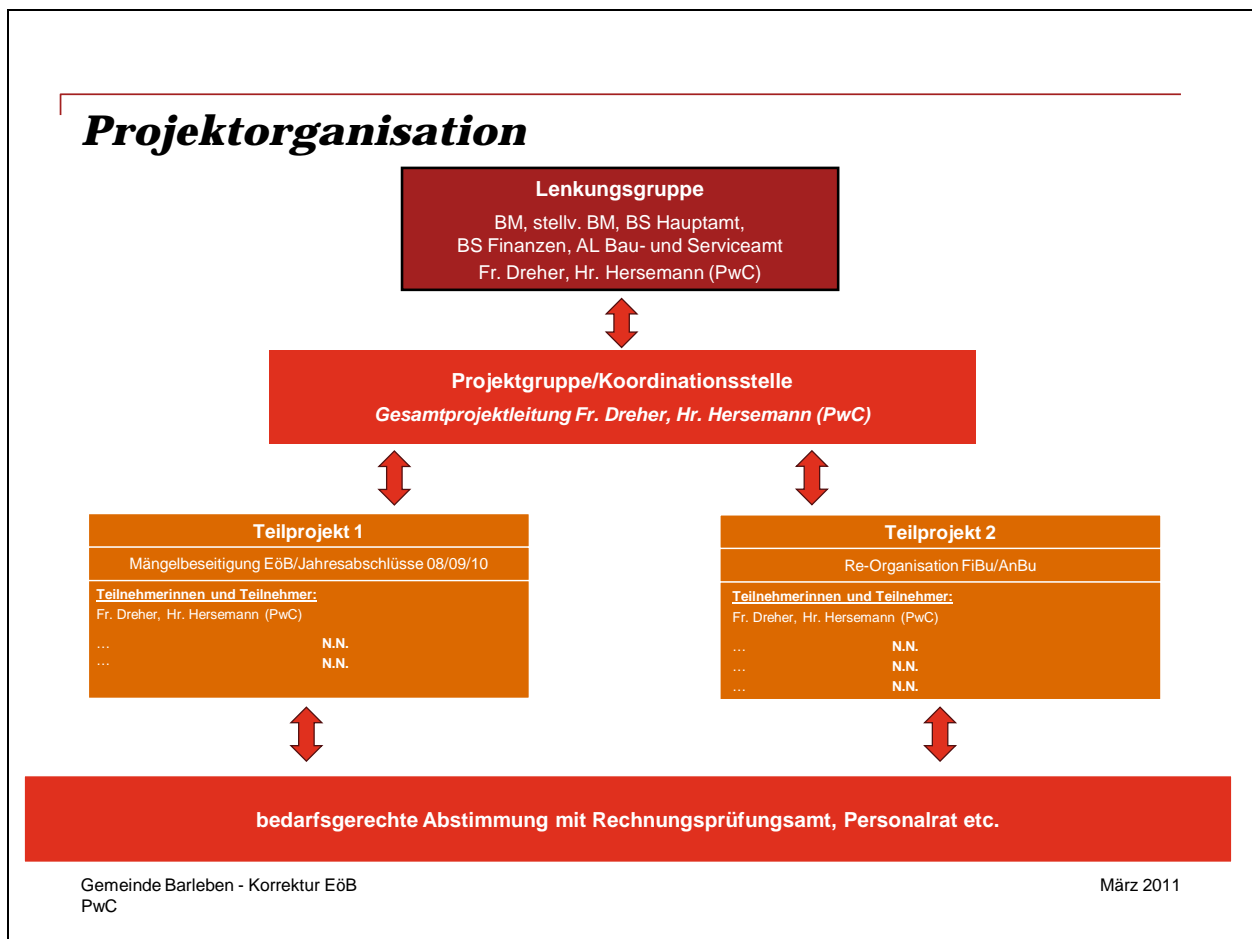 Projektorganisation
Lenkungsgruppe
BM, stellv. BM, BS Hauptamt,
BS Finanzen, AL Bau- und Serviceamt
Fr. Dreher, Hr. Hersemann (PwC)
Projektgruppe/Koordinationsstelle
Gesamtprojektleitung Fr. Dreher, Hr. Hersemann (PwC)
Teilprojekt 1
Mängelbeseitigung EöB/Jahresabschlüsse 08/09/10
Teilnehmerinnen und Teilnehmer:
Fr. Dreher, Hr. Hersemann (PwC)
… N.N.
… N.N.
Teilprojekt 2
Re-Organisation FiBu/AnBu
Teilnehmerinnen und Teilnehmer:
Fr. Dreher, Hr. Hersemann (PwC)
… N.N.
… N.N.
… N.N.
bedarfsgerechte Abstimmung mit Rechnungsprüfungsamt, Personalrat etc.
Gemeinde Barleben - Korrektur EöB
PwC
März 2011